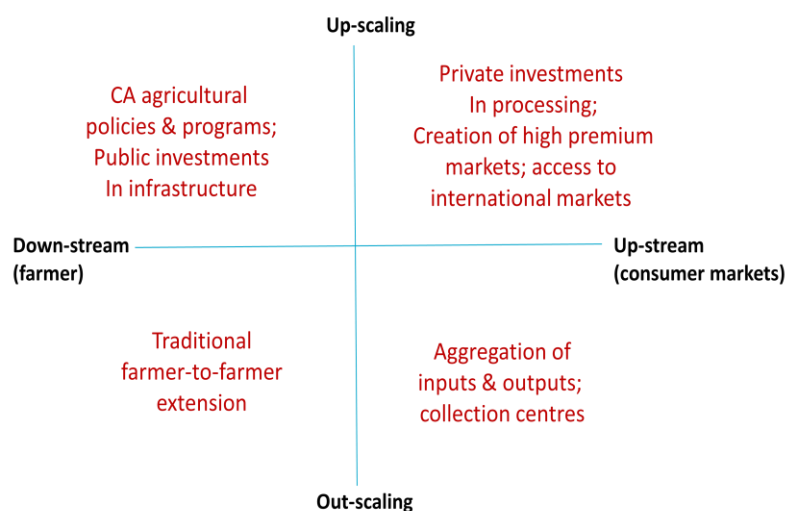 Up-scaling
CA agricultural
policies & programs;
Public investments
In infrastructure
Private investments
In processing;
Creation of high premium
markets; access to
international markets
Down-stream
(farmer)
Up-stream
(consumer markets)
Traditional
farmer-to-farmer
extension
Aggregation of
inputs & outputs;
collection centres
Out-scaling